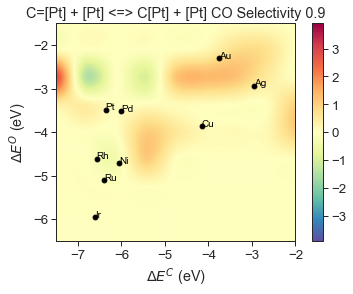 C=[Pt] + [Pt] <=> C[Pt] + [Pt] CO Selectivity 0.9
ΔE^O (eV)
−2
−3
−4
−5
−6
Au
Ag
Pt
Pd
Cu
Rh
Ni
Ru
Ir
−7
−6
−5
−4
−3
−2
ΔE^C (eV)
3
2
1
0
−1
−2
−3